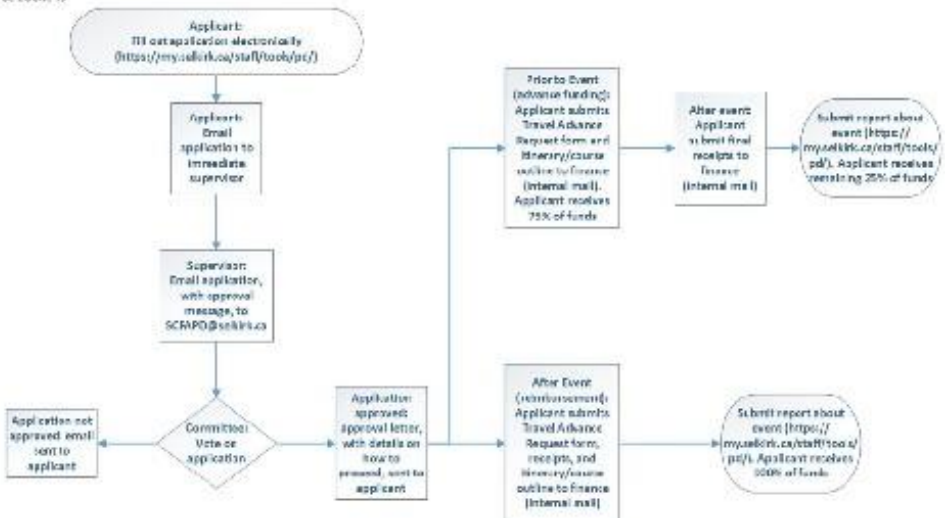 Applicant:
Fill out application electronically
(https://my.selkirk.ca/staff/tools/pd/)
Applicant:
Email
application to
immediate
supervisor
Supervisor:
Email application,
with approval
message, to
SCFAPD@selkirk.ca
Committee:
Vote on
application
Application not
approved: email
sent to
applicant
Application
approved:
approval letter,
with details on
how to
proceed, sent to
applicant
Prior to Event
(advance funding):
Applicant submits
Travel Advance
Request form and
itinerary/course
outline to finance
(internal mail).
Applicant receives
75% of funds
After event:
Applicant
submit final
receipts to
finance
(internal mail)
Submit report about
event (https://
my.selkirk.ca/staff/tools/
pd/). Applicant receives
remaining 25% of funds
After Event
(reimbursement):
Applicant submits
Travel Advance
Request form,
receipts, and
itinerary/course
outline to finance
(internal mail)
Submit report about
event (https://
my.selkirk.ca/staff/tools/
pd/). Applicant receives
100% of funds